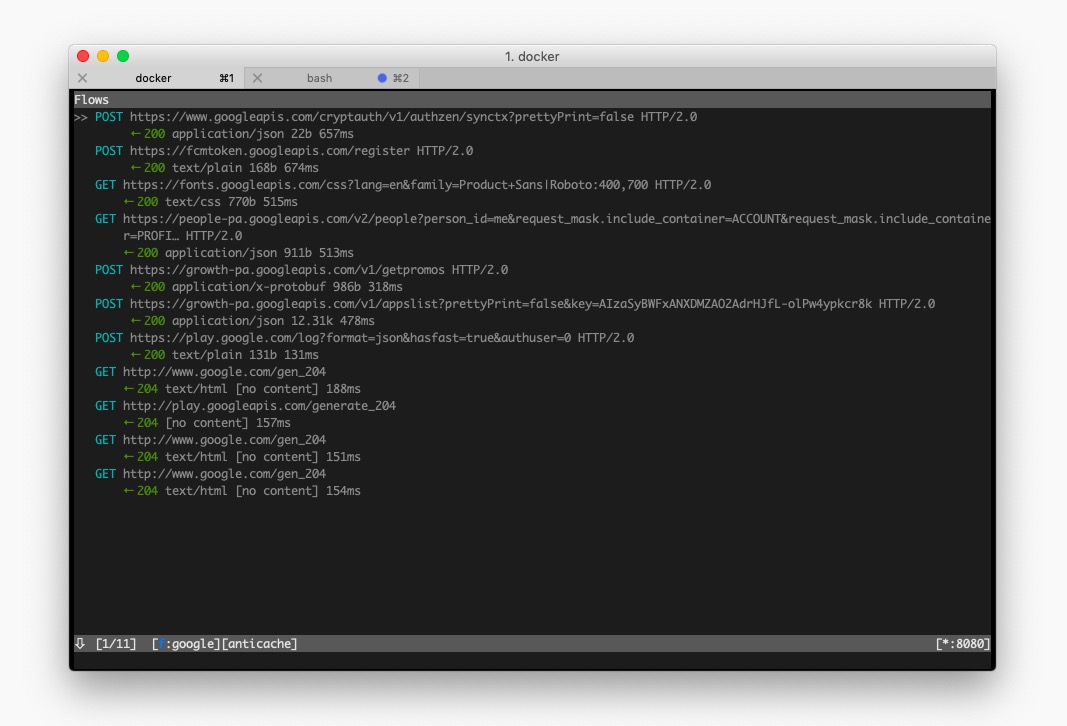 1. docker
docker ⌘1 bash ⌘2
Flows
>> POST https://www.googleapis.com/cryptauth/v1/authzen/synctx?prettyPrint=false HTTP/2.0
← 200 application/json 22b 657ms
POST https://fcmtoken.googleapis.com/register HTTP/2.0
← 200 text/plain 168b 674ms
GET https://fonts.googleapis.com/css?lang=en&family=Product+Sans|Roboto:400,700 HTTP/2.0
← 200 text/css 770b 515ms
GET https://people-pa.googleapis.com/v2/people?person_id=me&request_mask.include_container=ACCOUNT&request_mask.include_containe
r=PROFI… HTTP/2.0
← 200 application/json 911b 513ms
POST https://growth-pa.googleapis.com/v1/getpromos HTTP/2.0
← 200 application/x-protobuf 986b 318ms
POST https://growth-pa.googleapis.com/v1/appslist?prettyPrint=false&key=AIzaSyBWFxANXDMZAO2AdrHJfL-olPw4ypkcr8k HTTP/2.0
← 200 application/json 12.31k 478ms
POST https://play.google.com/log?format=json&hasfast=true&authuser=0 HTTP/2.0
← 200 text/plain 131b 131ms
GET http://www.google.com/gen_204
← 204 text/html [no content] 188ms
GET http://play.googleapis.com/generate_204
← 204 [no content] 157ms
GET http://www.google.com/gen_204
← 204 text/html [no content] 151ms
GET http://www.google.com/gen_204
← 204 text/html [no content] 154ms
⇩ [1/11] [f:google][anticache] [*:8080]